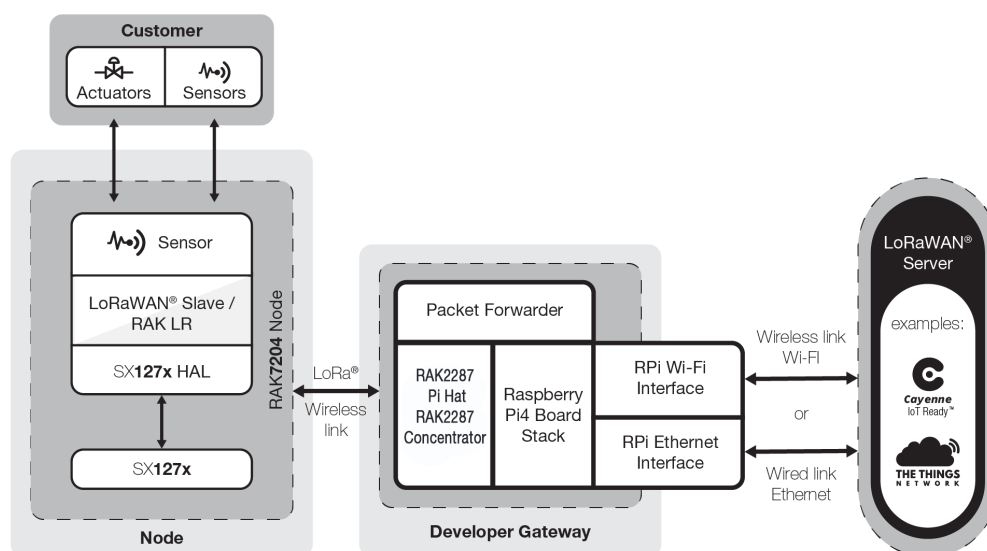 Customer
Actuators
Sensors
Sensor
LoRaWAN® Slave /
RAK LR
SX127x HAL
SX127x
RAK7204 Node
Node
LoRa®
Wireless
link
Packet Forwarder
RAK2287
Pi Hat
RAK2287
Concentrator
Raspberry
Pi4 Board
Stack
RPi Wi-Fi
Interface
RPi Ethernet
Interface
Developer Gateway
Wireless link
Wi-FI
or
Wired link
Ethernet
LoRaWAN®
Server
examples:
Cayenne
IoT Ready™
THE THINGS
NETWORK